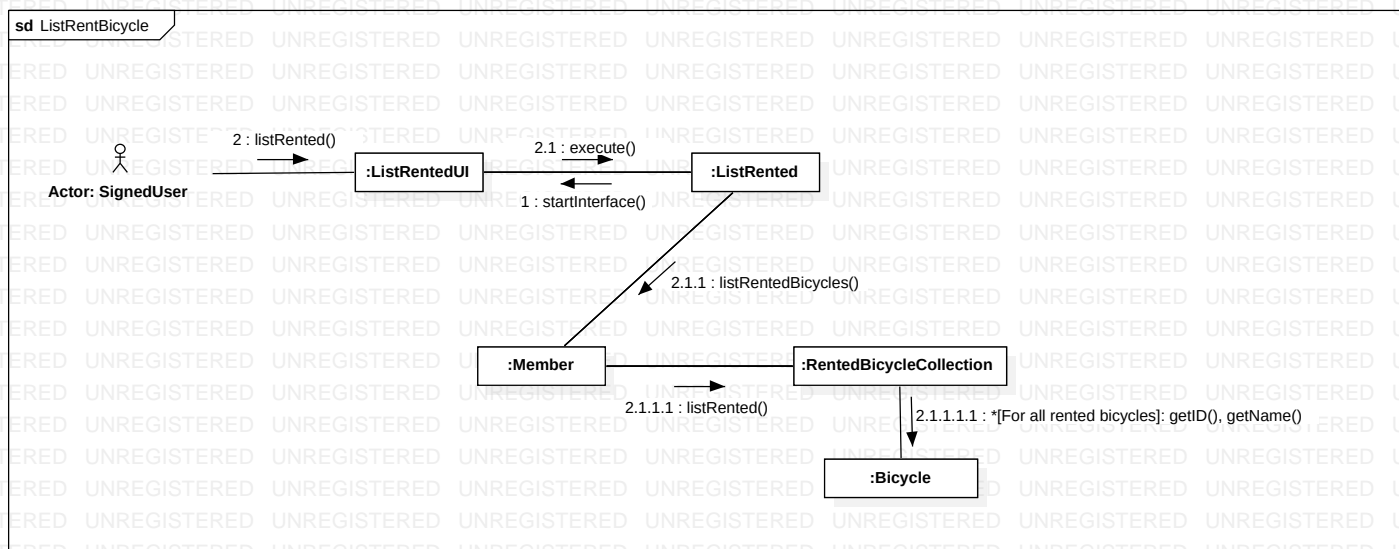 sd ListRentBicycle
2 : listRented()
2.1 : execute()
:ListRentedUI
:ListRented
Actor: SignedUser
1 : startInterface()
2.1.1 : listRentedBicycles()
:Member
:RentedBicycleCollection
2.1.1.1 : listRented()
2.1.1.1.1 : *[For all rented bicycles]: getID(), getName()
:Bicycle
UNREGISTERED